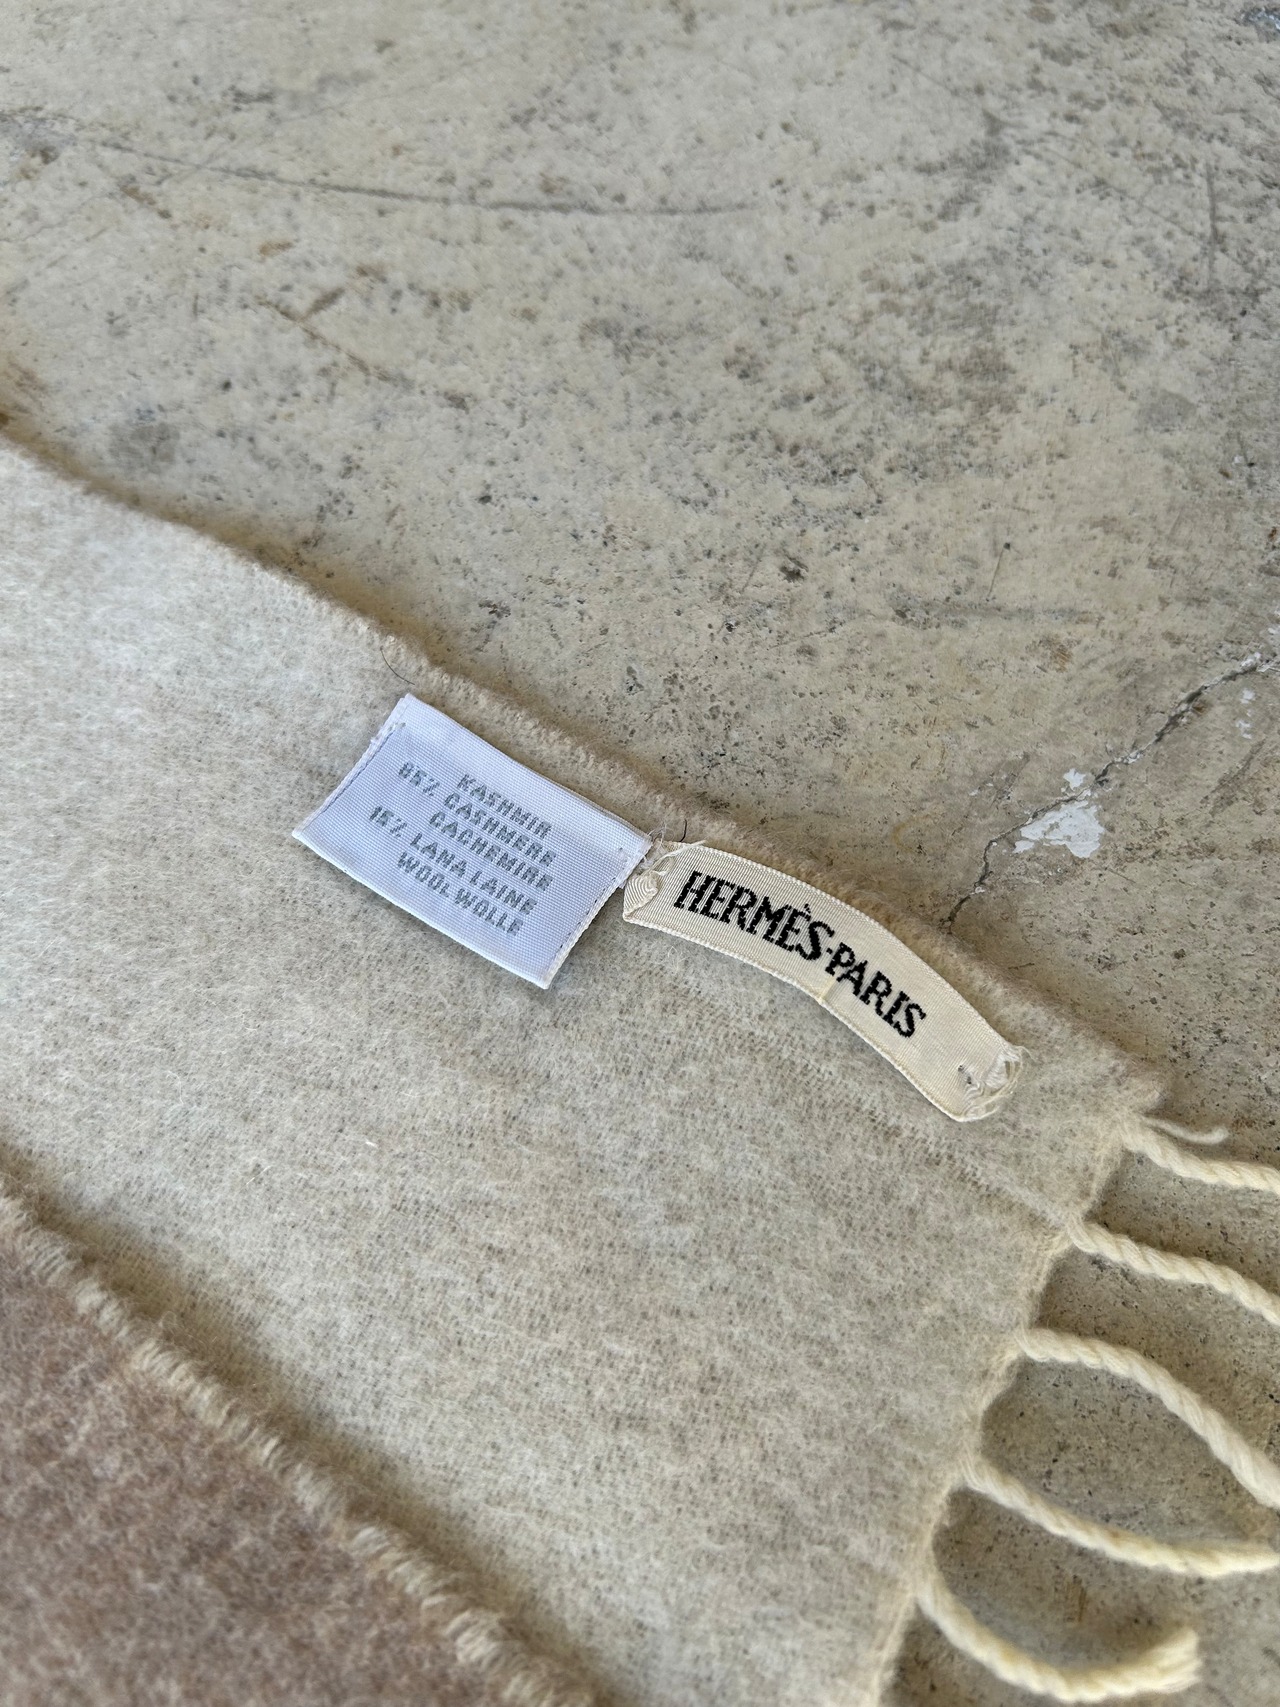 KASHMIR
85% CASHMERE
CACHEMIRE
15% LANA LAINE
WOOL WOLLE
HERMÈS-PARIS